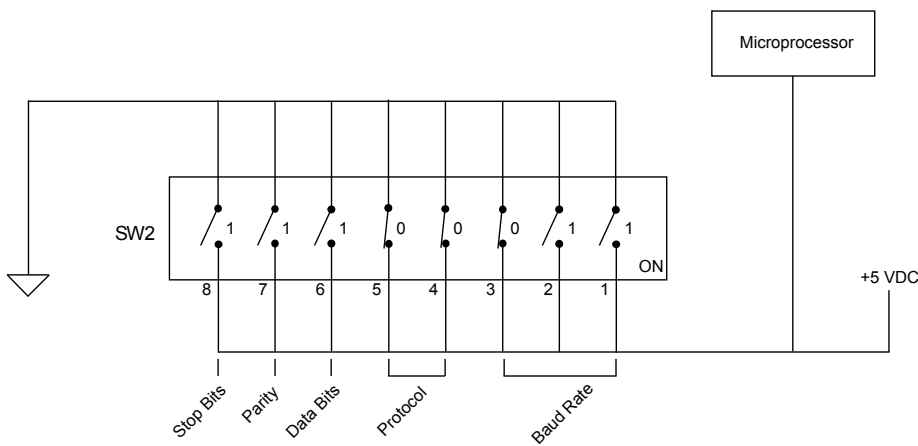 Microprocessor
SW2
1 1 1 0 0 0 1 1
ON
8 7 6 5 4 3 2 1
+5 VDC
Stop Bits
Parity
Data Bits
Protocol
Baud Rate